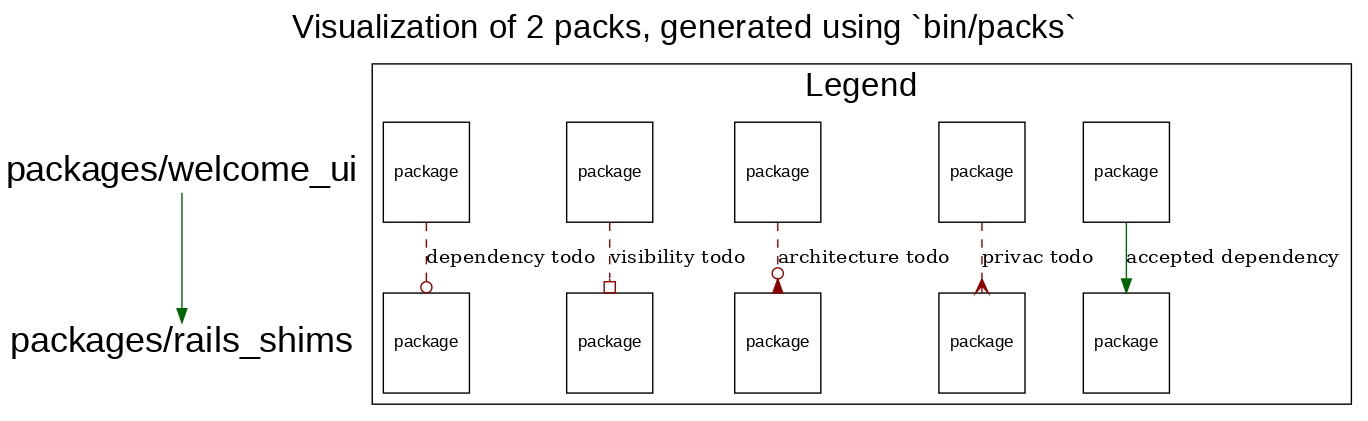 Visualization of 2 packs, generated using `bin/packs`
Legend
packages/welcome_ui
package
package
package
package
package
dependency todo
visibility todo
architecture todo
privac todo
accepted dependency
packages/rails_shims
package
package
package
package
package